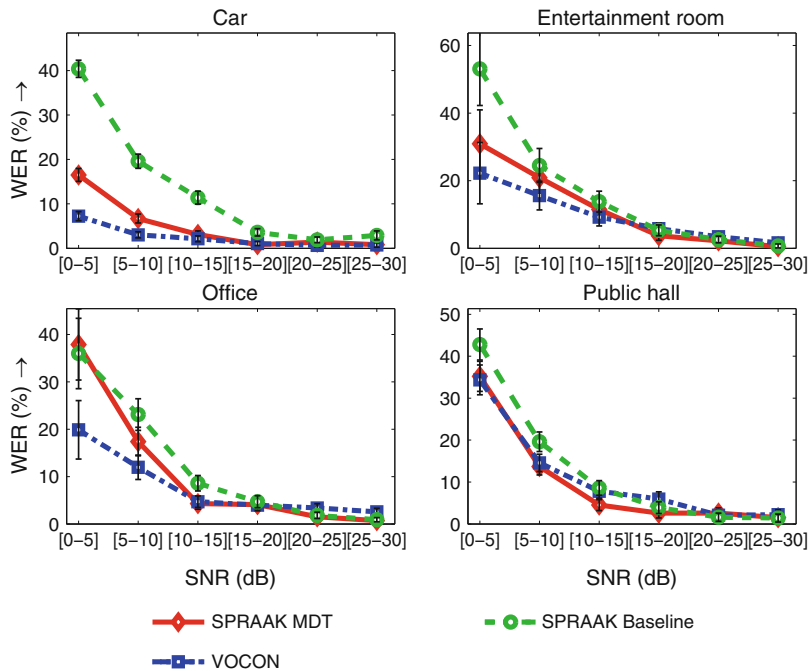 Car
Entertainment room
WER (%) →
40
30
20
10
0
[0–5] [5–10] [10–15] [15–20] [20–25] [25–30]
60
40
20
0
[0–5] [5–10] [10–15] [15–20] [20–25] [25–30]
Office
Public hall
WER (%) →
40
30
20
10
0
[0–5] [5–10] [10–15] [15–20] [20–25] [25–30]
50
40
30
20
10
0
[0–5] [5–10] [10–15] [15–20] [20–25] [25–30]
SNR (dB)
SNR (dB)
SPRAAK MDT
SPRAAK Baseline
VOCON